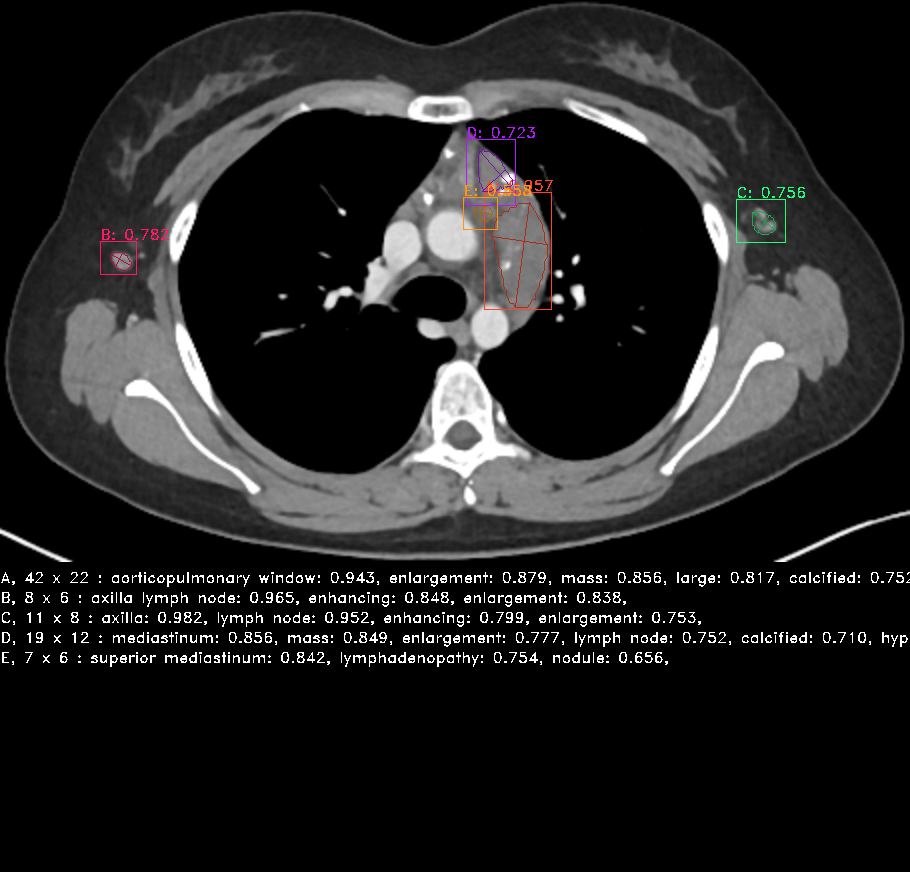 D: 0.723
C: 0.756
B: 0.787
A, 42 x 22 : aorticopulmonary window: 0.943, enlargement: 0.879, mass: 0.856, large: 0.817, calcified: 0.752
B, 8 x 6 : axilla lymph node: 0.965, enhancing: 0.848, enlargement: 0.838,
C, 11 x 8 : axilla: 0.982, lymph node: 0.952, enhancing: 0.799, enlargement: 0.753,
D, 19 x 12 : mediastinum: 0.856, mass: 0.849, enlargement: 0.777, lymph node: 0.752, calcified: 0.710, hyp
E, 7 x 6 : superior mediastinum: 0.842, lymphadenopathy: 0.754, nodule: 0.656,